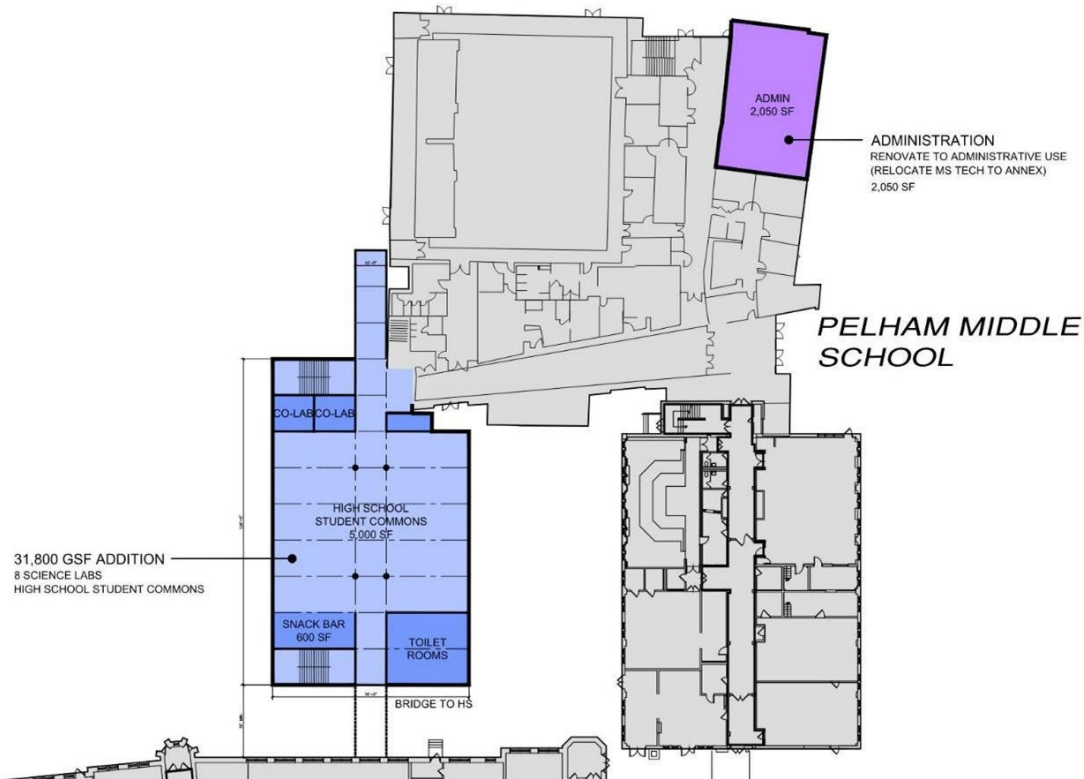 ADMIN
2,050 SF
ADMINISTRATION
RENOVATE TO ADMINISTRATIVE USE
(RELOCATE MS TECH TO ANNEX)
2,050 SF
PELHAM MIDDLE
SCHOOL
CO-LAB
CO-LAB
HIGH SCHOOL
STUDENT COMMONS
5,000 SF
31,800 GSF ADDITION
8 SCIENCE LABS
HIGH SCHOOL STUDENT COMMONS
SNACK BAR
600 SF
TOILET
ROOMS
BRIDGE TO HS